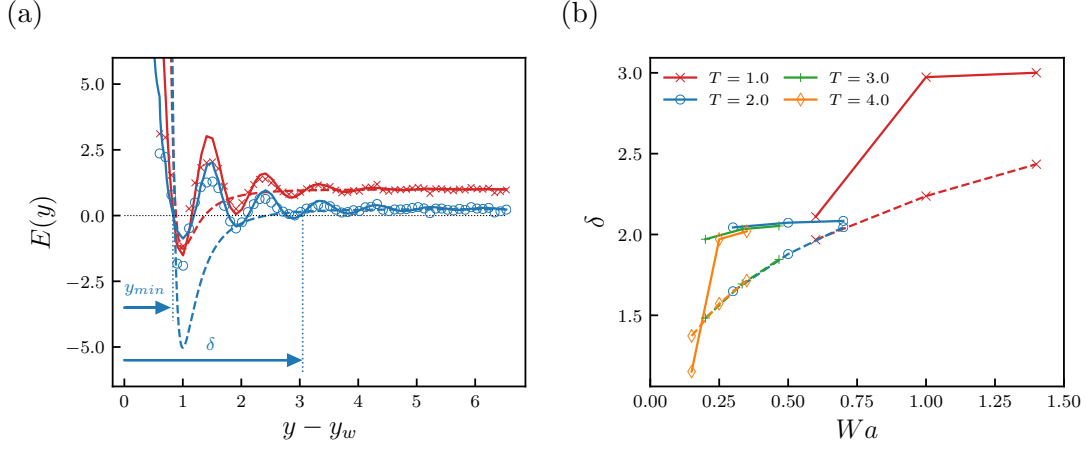 (a)
(b)
E(y)
5.0
2.5
0.0
−2.5
−5.0
y_min
δ
0
1
2
3
4
5
6
y − y_w
δ
3.0
2.5
2.0
1.5
T = 1.0
T = 2.0
T = 3.0
T = 4.0
0.00
0.25
0.50
0.75
1.00
1.25
1.50
Wa